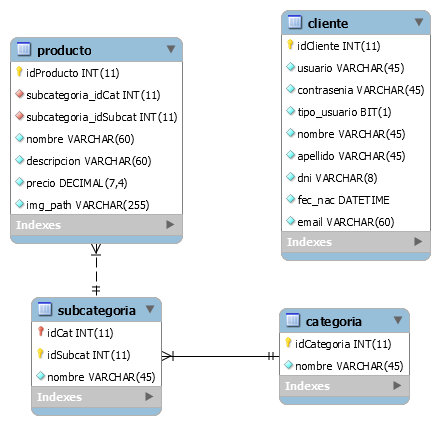 producto
idProducto INT(11)
subcategoria_idCat INT(11)
subcategoria_idSubcat INT(11)
nombre VARCHAR(60)
descripcion VARCHAR(60)
precio DECIMAL(7,4)
img_path VARCHAR(255)
Indexes
cliente
idCliente INT(11)
usuario VARCHAR(45)
contrasenia VARCHAR(45)
tipo_usuario BIT(1)
nombre VARCHAR(45)
apellido VARCHAR(45)
dni VARCHAR(8)
fec_nac DATETIME
email VARCHAR(60)
Indexes
subcategoria
idCat INT(11)
idSubcat INT(11)
nombre VARCHAR(45)
Indexes
categoria
idCategoria INT(11)
nombre VARCHAR(45)
Indexes